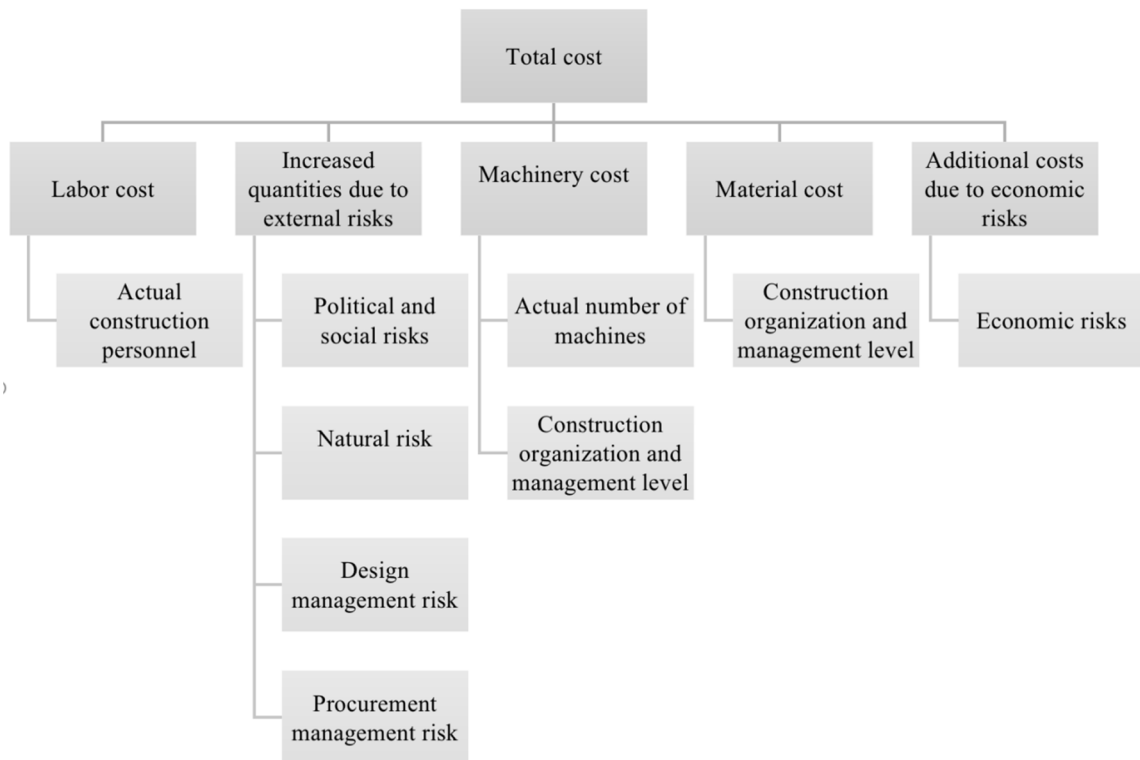 Total cost
Labor cost
Increased
quantities due to
external risks
Machinery cost
Material cost
Additional costs
due to economic
risks
Actual
construction
personnel
Political and
social risks
Actual number of
machines
Construction
organization and
management level
Economic risks
)
Natural risk
Construction
organization and
management level
Design
management risk
Procurement
management risk